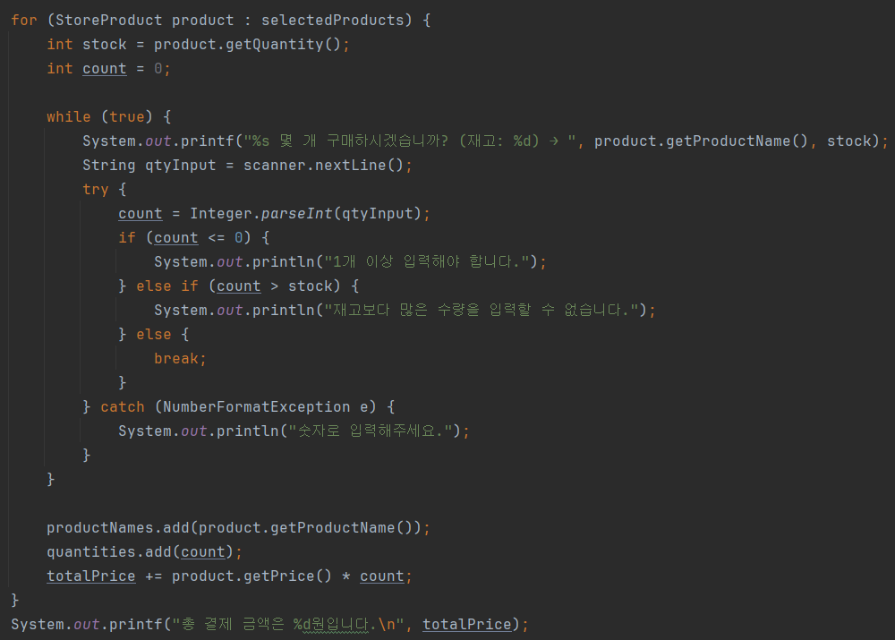 for (StoreProduct product : selectedProducts) {
    int stock = product.getQuantity();
    int count = 0;

    while (true) {
        System.out.printf("%s 몇 개 구매하시겠습니까? (재고: %d) → ", product.getProductName(), stock);
        String qtyInput = scanner.nextLine();
        try {
            count = Integer.parseInt(qtyInput);
            if (count <= 0) {
                System.out.println("1개 이상 입력해야 합니다.");
            } else if (count > stock) {
                System.out.println("재고보다 많은 수량을 입력할 수 없습니다.");
            } else {
                break;
            }
        } catch (NumberFormatException e) {
            System.out.println("숫자로 입력해주세요.");
        }
    }

    productNames.add(product.getProductName());
    quantities.add(count);
    totalPrice += product.getPrice() * count;
}
System.out.printf("총 결제 금액은 %d원입니다.\n", totalPrice);